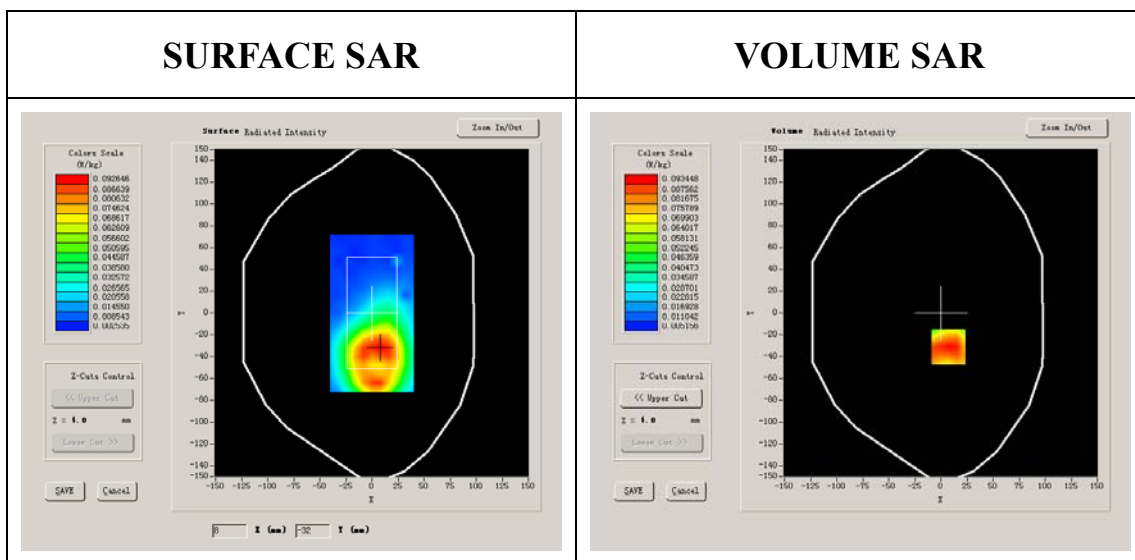 SURFACE SAR
VOLUME SAR
Surface Radiated Intensity
Zoom In/Out
Colors Scale
(W/kg)
0.092646
0.086639
0.080632
0.074624
0.068617
0.062609
0.056602
0.050595
0.044587
0.038580
0.032572
0.026565
0.020558
0.014550
0.008543
0.002535
150
120
100
80
60
40
20
0
-20
-40
-60
-80
-100
-120
-140
-150
Y
-150 -125 -100 -75 -50 -25 0 25 50 75 100 125 150
X
Z-Cuts Control
<< Upper Cut
Z = 4.0 mm
Lower Cut >>
SAVE Cancel
8 X (mm) -32 Y (mm)
Volume Radiated Intensity
Zoom In/Out
Colors Scale
(W/kg)
0.093448
0.087562
0.081675
0.075789
0.069903
0.064017
0.058131
0.052245
0.046359
0.040473
0.034587
0.028701
0.022815
0.016928
0.011042
0.005156
150
120
100
80
60
40
20
0
-20
-40
-60
-80
-100
-120
-140
-150
Y
-150 -125 -100 -75 -50 -25 0 25 50 75 100 125 150
X
Z-Cuts Control
<< Upper Cut
Z = 4.0 mm
Lower Cut >>
SAVE Cancel